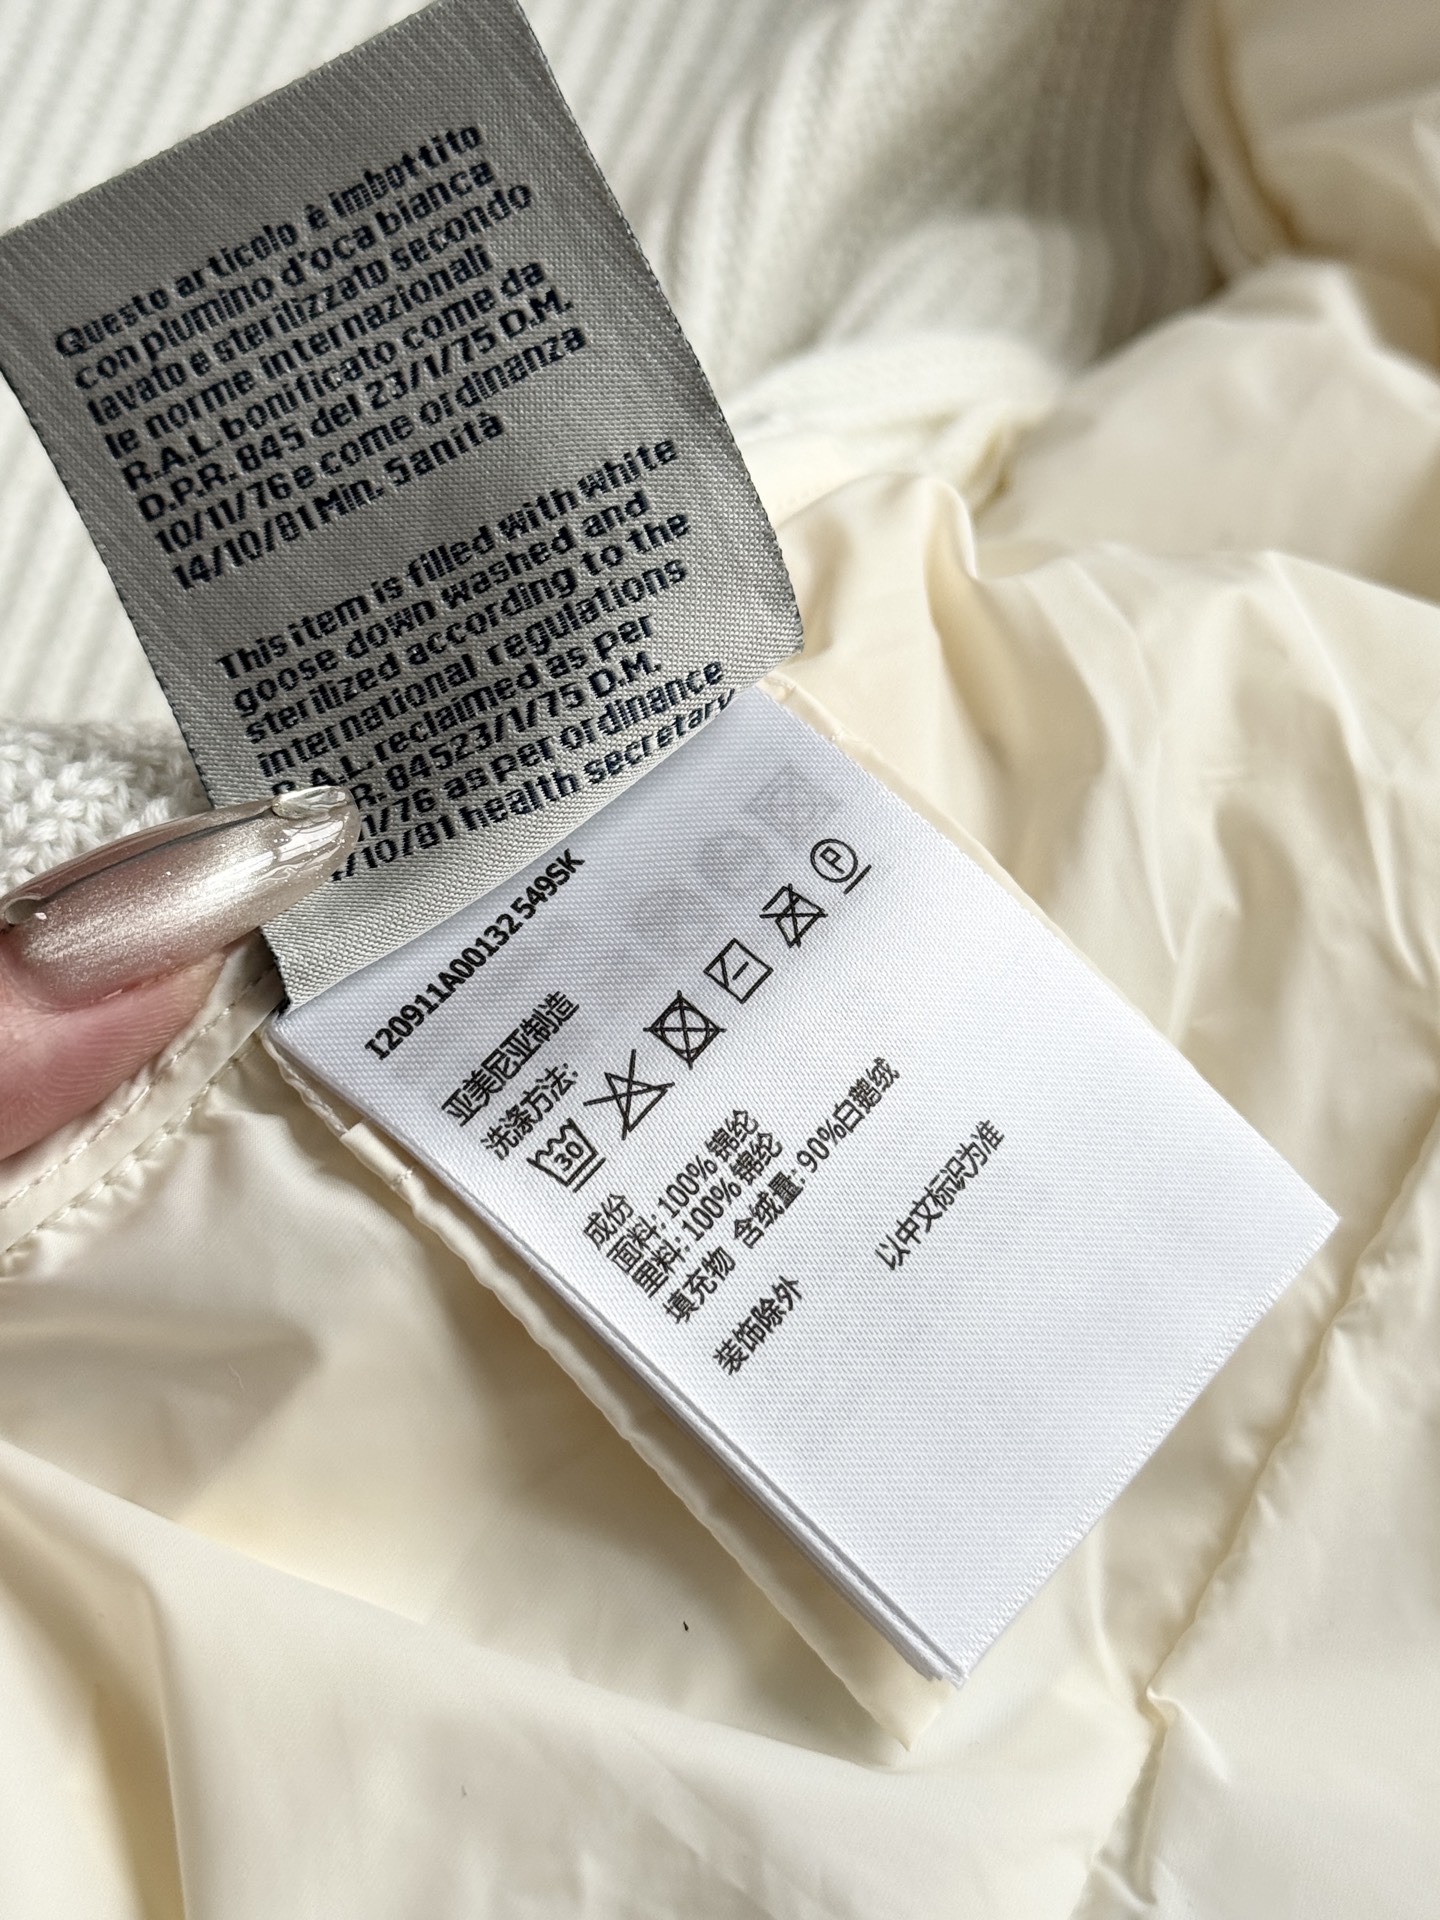 Questo articolo è imbottito
con piumino d'oca bianca
lavato e sterilizzato secondo
le norme internazionali
R.A.L. bonificato come da
D.P.R. 845 del 23/1/75 D.M.
10/11/76 e come ordinanza
14/10/81 Min. Sanità
This item is filled with white
goose down washed and
sterilized according to the
international regulations
R.A.L. reclaimed as per
R. 84523/1/75 D.M.
11/76 as per ordinance
/10/81 health secretary
I20911A00132 549SK
亚美尼亚制造
洗涤方法:
30
P
成份
面料: 100% 锦纶
里料: 100% 锦纶
填充物 含绒量: 90%白鹅绒
以中文标识为准
装饰除外